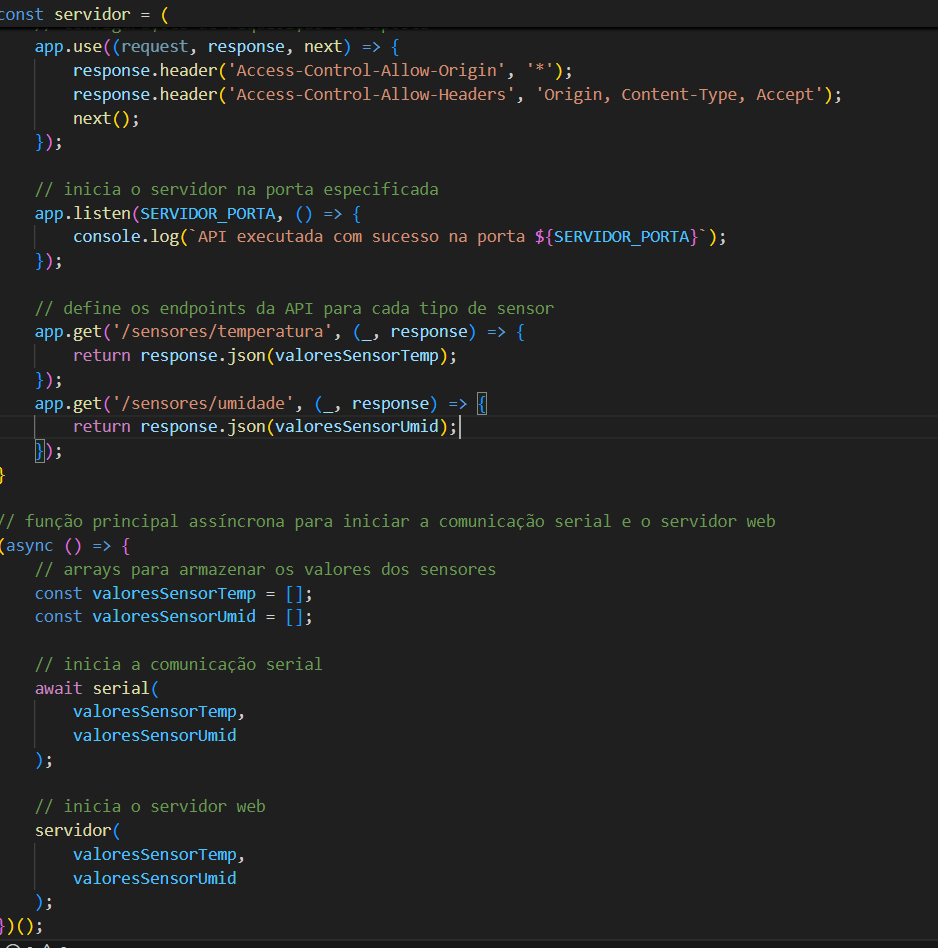 const servidor = (
app.use((request, response, next) => {
response.header('Access-Control-Allow-Origin', '*');
response.header('Access-Control-Allow-Headers', 'Origin, Content-Type, Accept');
next();
});
// inicia o servidor na porta especificada
app.listen(SERVIDOR_PORTA, () => {
console.log(`API executada com sucesso na porta ${SERVIDOR_PORTA}`);
});
// define os endpoints da API para cada tipo de sensor
app.get('/sensores/temperatura', (_, response) => {
return response.json(valoresSensorTemp);
});
app.get('/sensores/umidade', (_, response) => {
return response.json(valoresSensorUmid);
});
}
// função principal assíncrona para iniciar a comunicação serial e o servidor web
(async () => {
// arrays para armazenar os valores dos sensores
const valoresSensorTemp = [];
const valoresSensorUmid = [];
// inicia a comunicação serial
await serial(
valoresSensorTemp,
valoresSensorUmid
);
// inicia o servidor web
servidor(
valoresSensorTemp,
valoresSensorUmid
);
})();